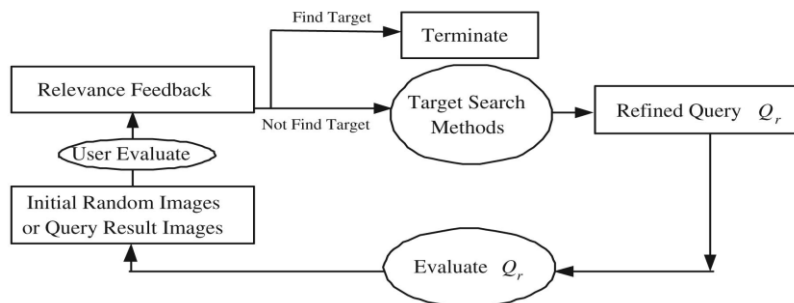 Find Target
Terminate
Relevance Feedback
Not Find Target
Target Search
Methods
Refined Query Q_r
User Evaluate
Initial Random Images
or Query Result Images
Evaluate Q_r